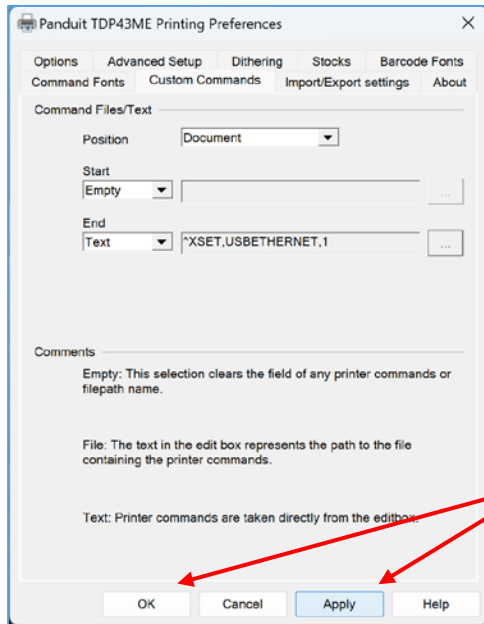 Panduit TDP43ME Printing Preferences
Options Advanced Setup Dithering Stocks Barcode Fonts
Command Fonts Custom Commands Import/Export settings About
Command Files/Text
Position Document
Start
Empty ...
End
Text ^XSET,USBETHERNET,1 ...
Comments
Empty: This selection clears the field of any printer commands or
filepath name.
File: The text in the edit box represents the path to the file
containing the printer commands.
Text: Printer commands are taken directly from the editbox.
OK Cancel Apply Help